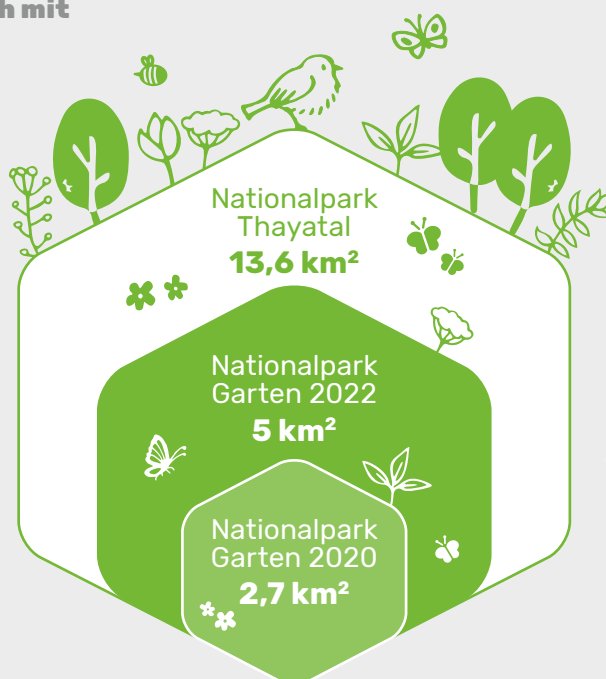 mit
Nationalpark
Thayatal
13,6 km²
Nationalpark
Garten 2022
5 km²
Nationalpark
Garten 2020
2,7 km²